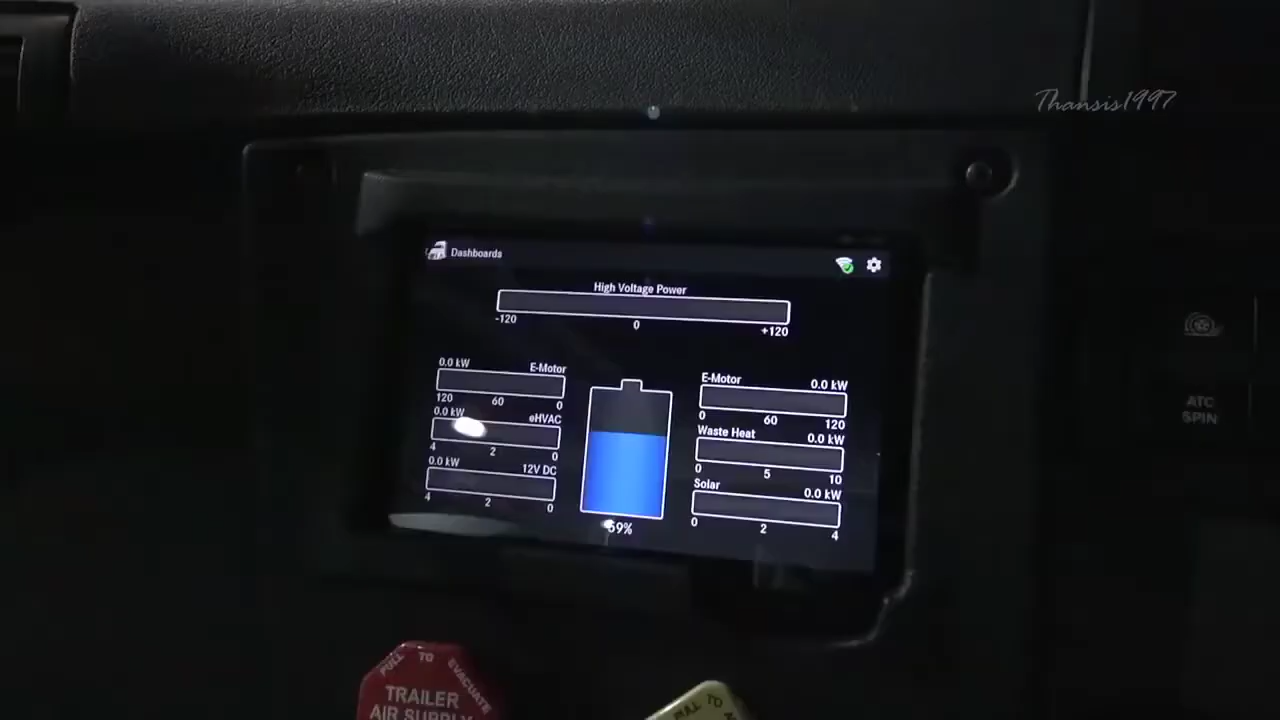 Thansis1997
Dashboards
High Voltage Power
-120 0 +120
0.0 kW E-Motor
120 60 0
0.0 kW eHVAC
4 2 0
0.0 kW 12V DC
4 2 0
59%
E-Motor 0.0 kW
0 60 120
Waste Heat 0.0 kW
0 5 10
Solar 0.0 kW
0 2 4
ATC
SPIN
PULL TO EVACUATE
TRAILER
AIR SUPPLY
TO